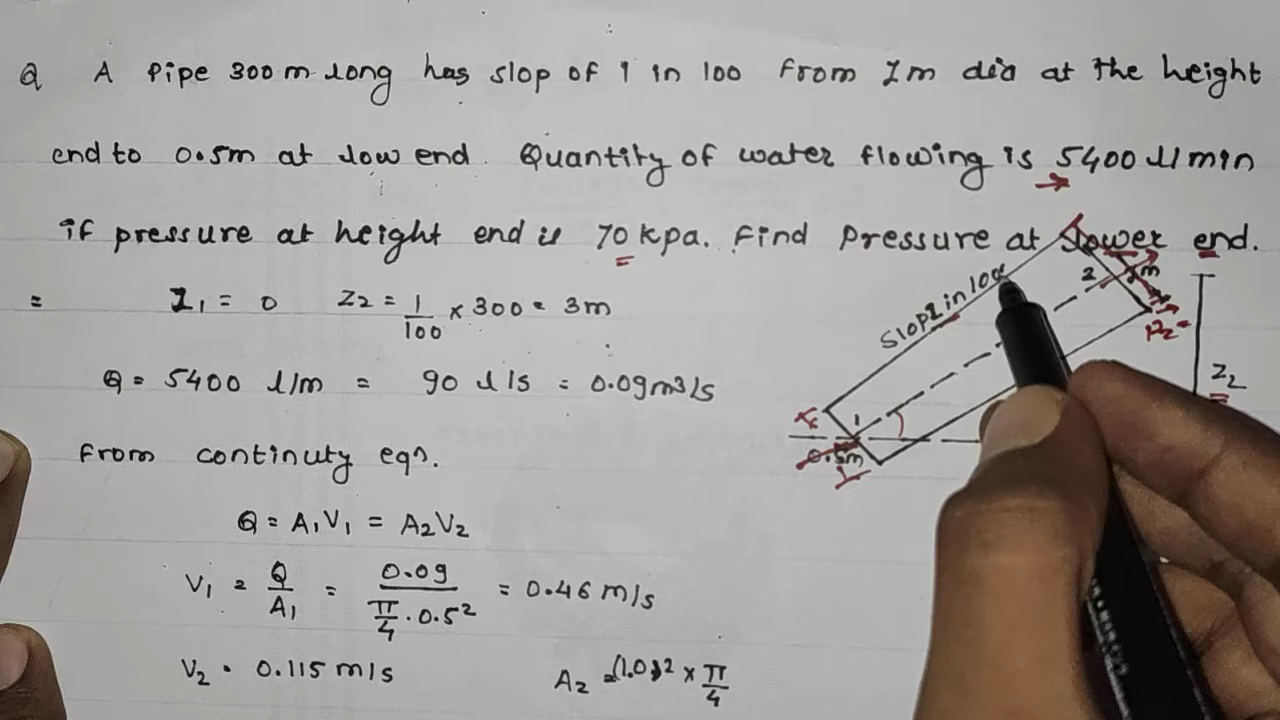 Q A Pipe 300 m long has slop of 1 in 100 from 1m dia at the height
end to 0.5m at low end. Quantity of water flowing is 5400 l/min
if pressure at height end is 70 kpa. Find Pressure at lower end.
= Z₁ = 0 Z₂ = 1/100 × 300 = 3m
Q = 5400 l/m = 90 l/s = 0.09 m3/s
From continuty eqn.
Q = A₁V₁ = A₂V₂
V₁ = Q/A₁ = 0.09 / (π/4 · 0.5²) = 0.46 m/s
V₂ = 0.115 m/s A₂ = (1.0)² × π/4
Slop 1 in 100
2
P₂ =
Z₂
1
0.5m